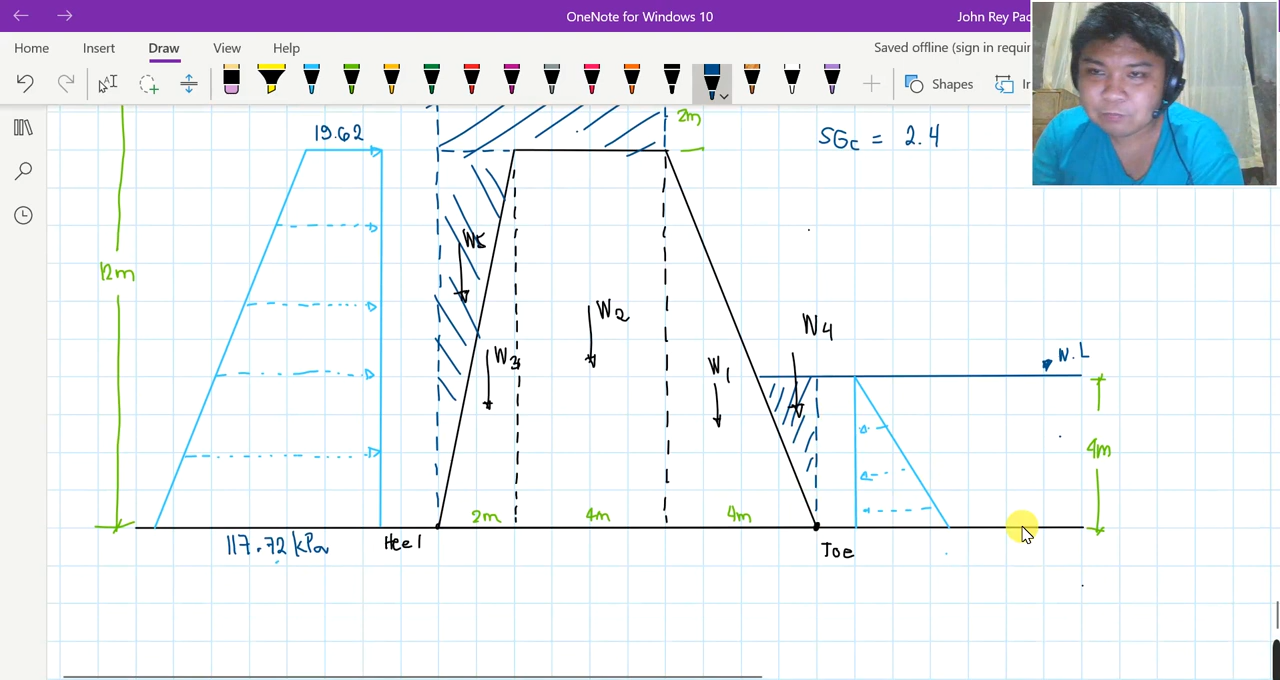 OneNote for Windows 10
John Rey Pac
Home Insert Draw View Help
Saved offline (sign in requir
Shapes
In
19.62
2m
SGc = 2.4
12m
W5
W2
W4
W3
W1
W.L
4m
2m
4m
4m
117.72 kPa
Heel
Toe